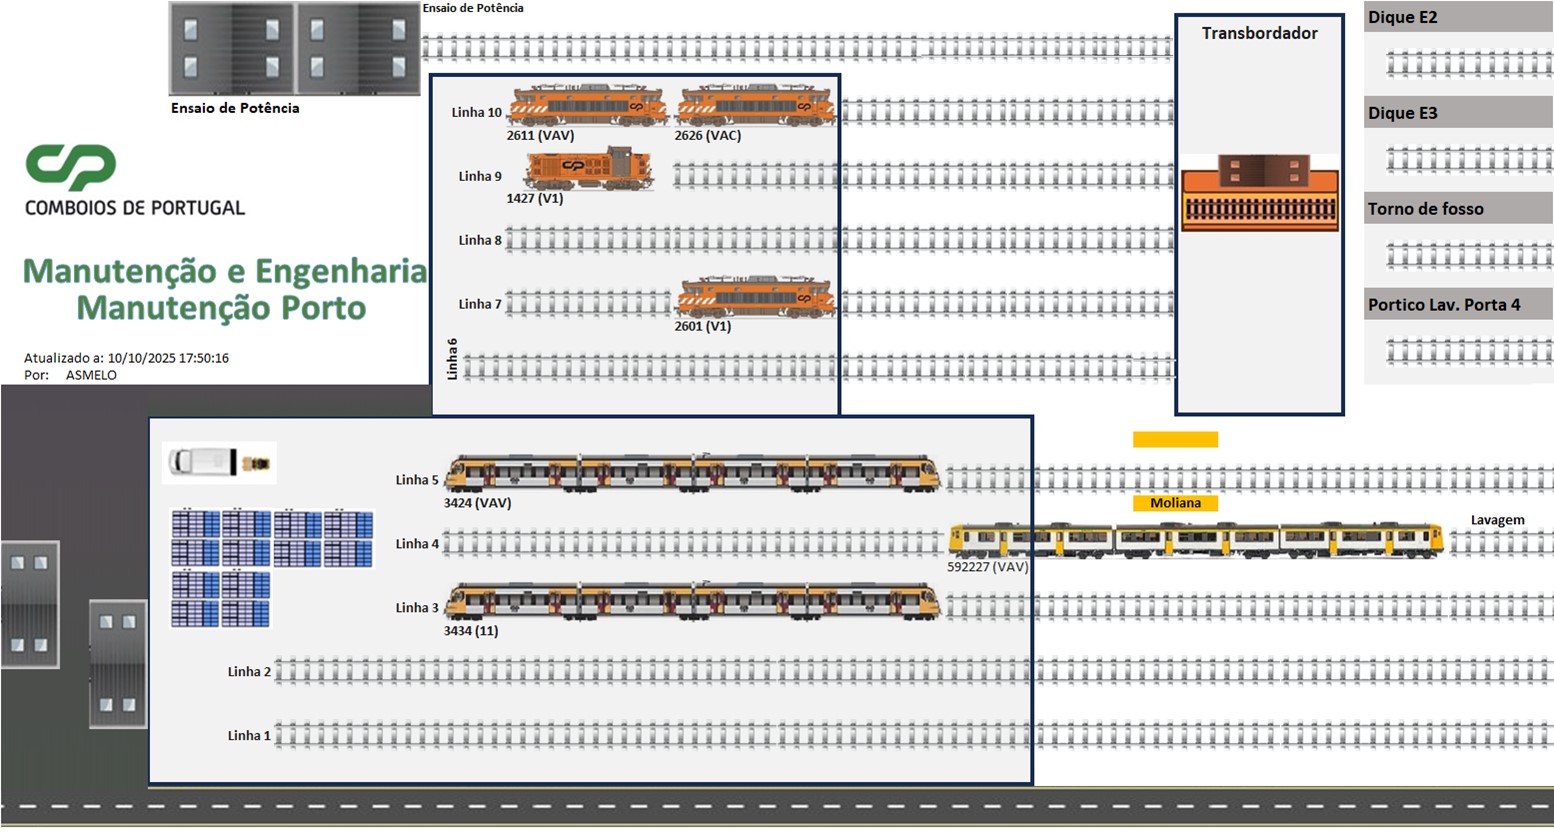 Ensaio de Potência
Transbordador
Dique E2
Ensaio de Potência
Linha 10
2611 (VAV)
2626 (VAC)
Dique E3
CP
COMBOIOS DE PORTUGAL
Linha 9
1427 (V1)
Torno de fosso
Linha 8
Manutenção e Engenharia
Manutenção Porto
Linha 7
2601 (V1)
Portico Lav. Porta 4
Atualizado a: 10/10/2025 17:50:16
Por: ASMELO
Linha 6
Linha 5
3424 (VAV)
Moliana
Lavagem
Linha 4
592227 (VAV)
Linha 3
3434 (11)
Linha 2
Linha 1